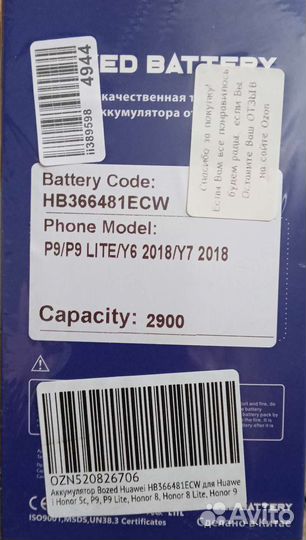 ED BATTERY
качественная
аккумулятора от
ii389598 4944
Спасибо за покупку!
Если Вам все понравилось
будем рады, если Вы
Оставите Ваш ОТЗЫВ
на сайте Ozon
Battery Code:
HB366481ECW
Phone Model:
P9/P9 LITE/Y6 2018/Y7 2018
Capacity: 2900
OZN520826706
Аккумулятор Bozed Huawei HB366481ECW для Huawe
i Honor 5c, P9, P9 Lite, Honor 8, Honor 8 Lite, Honor 9
BATTERY
ISO9001,MSDS,UN38.3 Certificates
Сделано в Китае
Avito